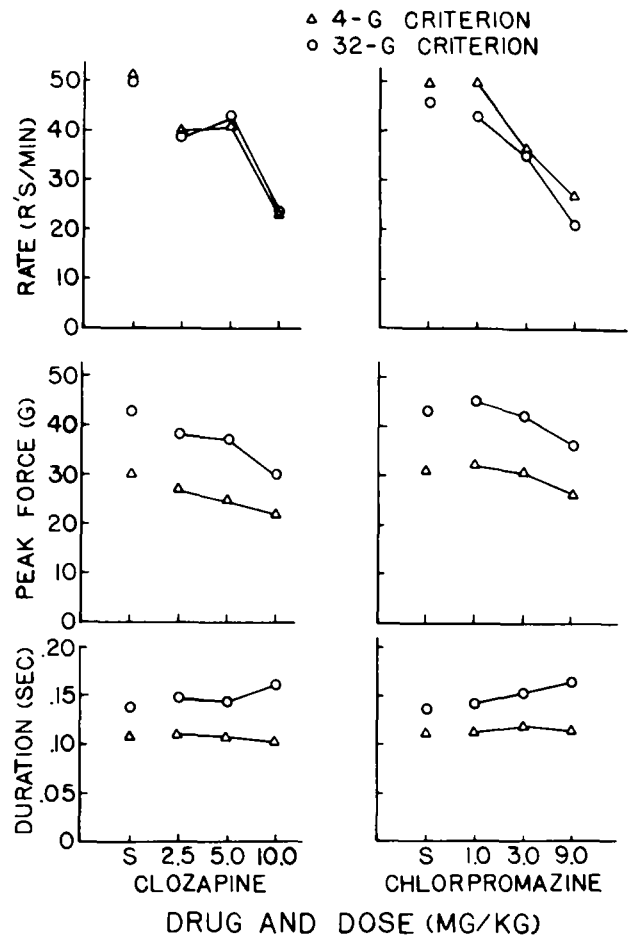 △ 4-G CRITERION
○ 32-G CRITERION
RATE (R'S/MIN)
50
40
30
20
10
0
PEAK FORCE (G)
50
40
30
20
10
0
DURATION (SEC)
.20
.15
.10
.05
0
S 2.5 5.0 10.0
CLOZAPINE
S 1.0 3.0 9.0
CHLORPROMAZINE
DRUG AND DOSE (MG/KG)